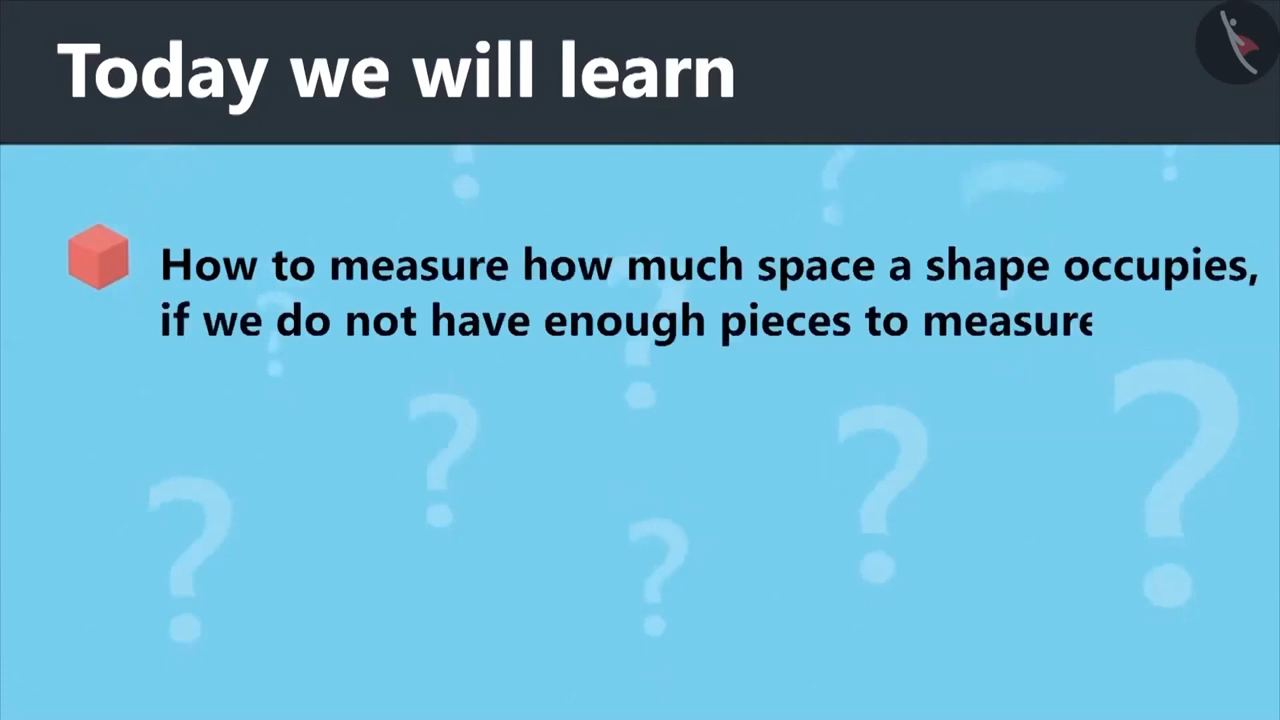 Today we will learn
How to measure how much space a shape occupies,
if we do not have enough pieces to measure